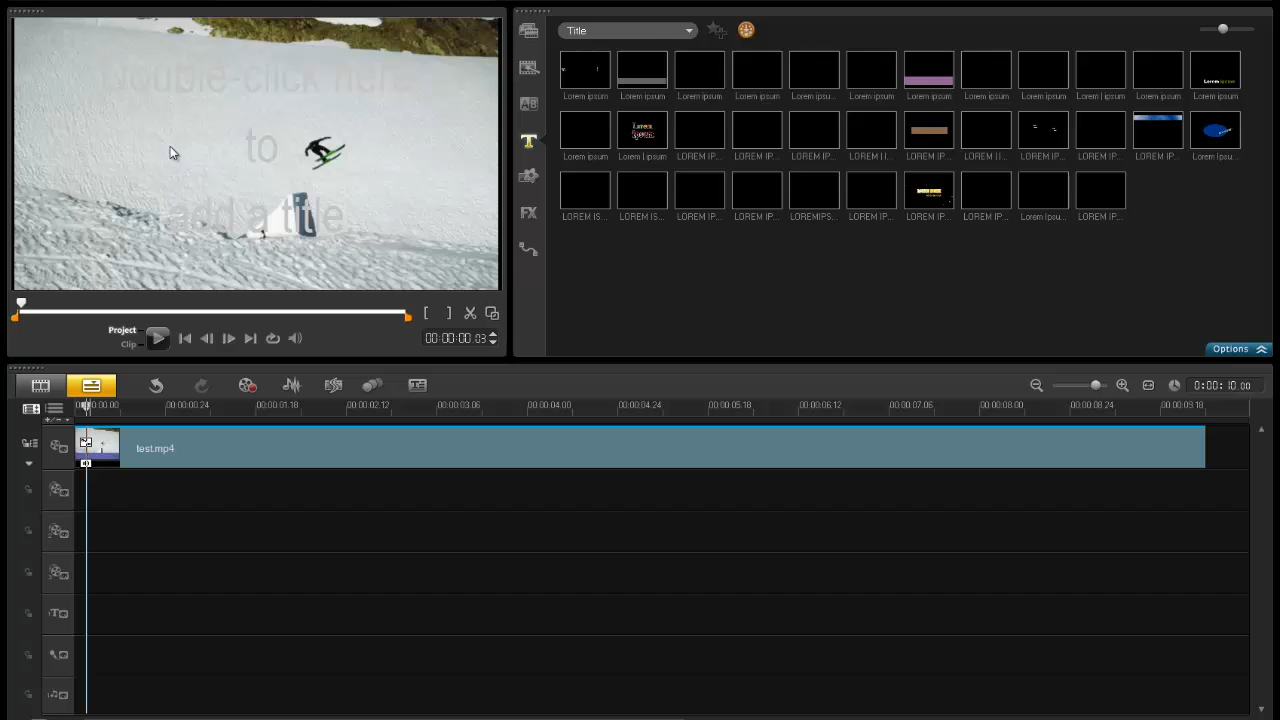 Double-click here
to
add a title
Project
Clip
00:00:00.03
Title
Lorem ipsum
Lorem ipsum
Lorem ipsum
Lorem ipsum
Lorem ipsu...
Lorem ipsum
Lorem ipsum
Lorem ipsum
Lorem I ipsum
Lorem ipsum
Lorem ipsum
Lorem ipsum
Lorem I ipsum
LOREM IP...
LOREM IP...
LOREM IP...
LOREM I I...
LOREM IP...
LOREM I I...
LOREM IP...
LOREM IP...
LOREM IP...
Lorem Ipsu...
LOREM IS...
LOREM IS...
LOREM IP...
LOREM IP...
LOREMIPS...
LOREM IP...
LOREM IP...
LOREM IP...
Lorem Ipsu...
LOREM IP...
Options
0:00:10.00
00:00:00.00
00:00:00.24
00:00:01.18
00:00:02.12
00:00:03.06
00:00:04.00
00:00:04.24
00:00:05.18
00:00:06.12
00:00:07.06
00:00:08.00
00:00:08.24
00:00:09.18
test.mp4